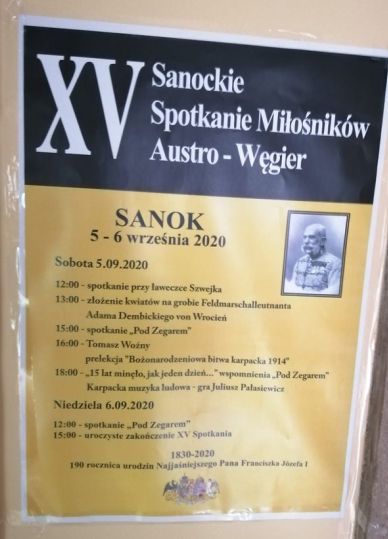 XV Sanockie
Spotkanie Miłośników
Austro - Węgier
SANOK
5 - 6 września 2020
Sobota 5.09.2020
12:00 - spotkanie przy ławeczce Szwejka
13:00 - złożenie kwiatów na grobie Feldmarschalleutnanta
Adama Dembickiego von Wrocień
15:00 - spotkanie „Pod Zegarem"
16:00 - Tomasz Woźny
prelekcja "Bożonarodzeniowa bitwa karpacka 1914"
18:00 - „15 lat minęło, jak jeden dzień..." wspomnienia „Pod Zegarem"
Karpacka muzyka ludowa - gra Juliusz Pałasiewicz
Niedziela 6.09.2020
12:00 - spotkanie „Pod Zegarem"
15:00 - uroczyste zakończenie XV Spotkania
1830-2020
190 rocznica urodzin Najjaśniejszego Pana Franciszka Józefa I